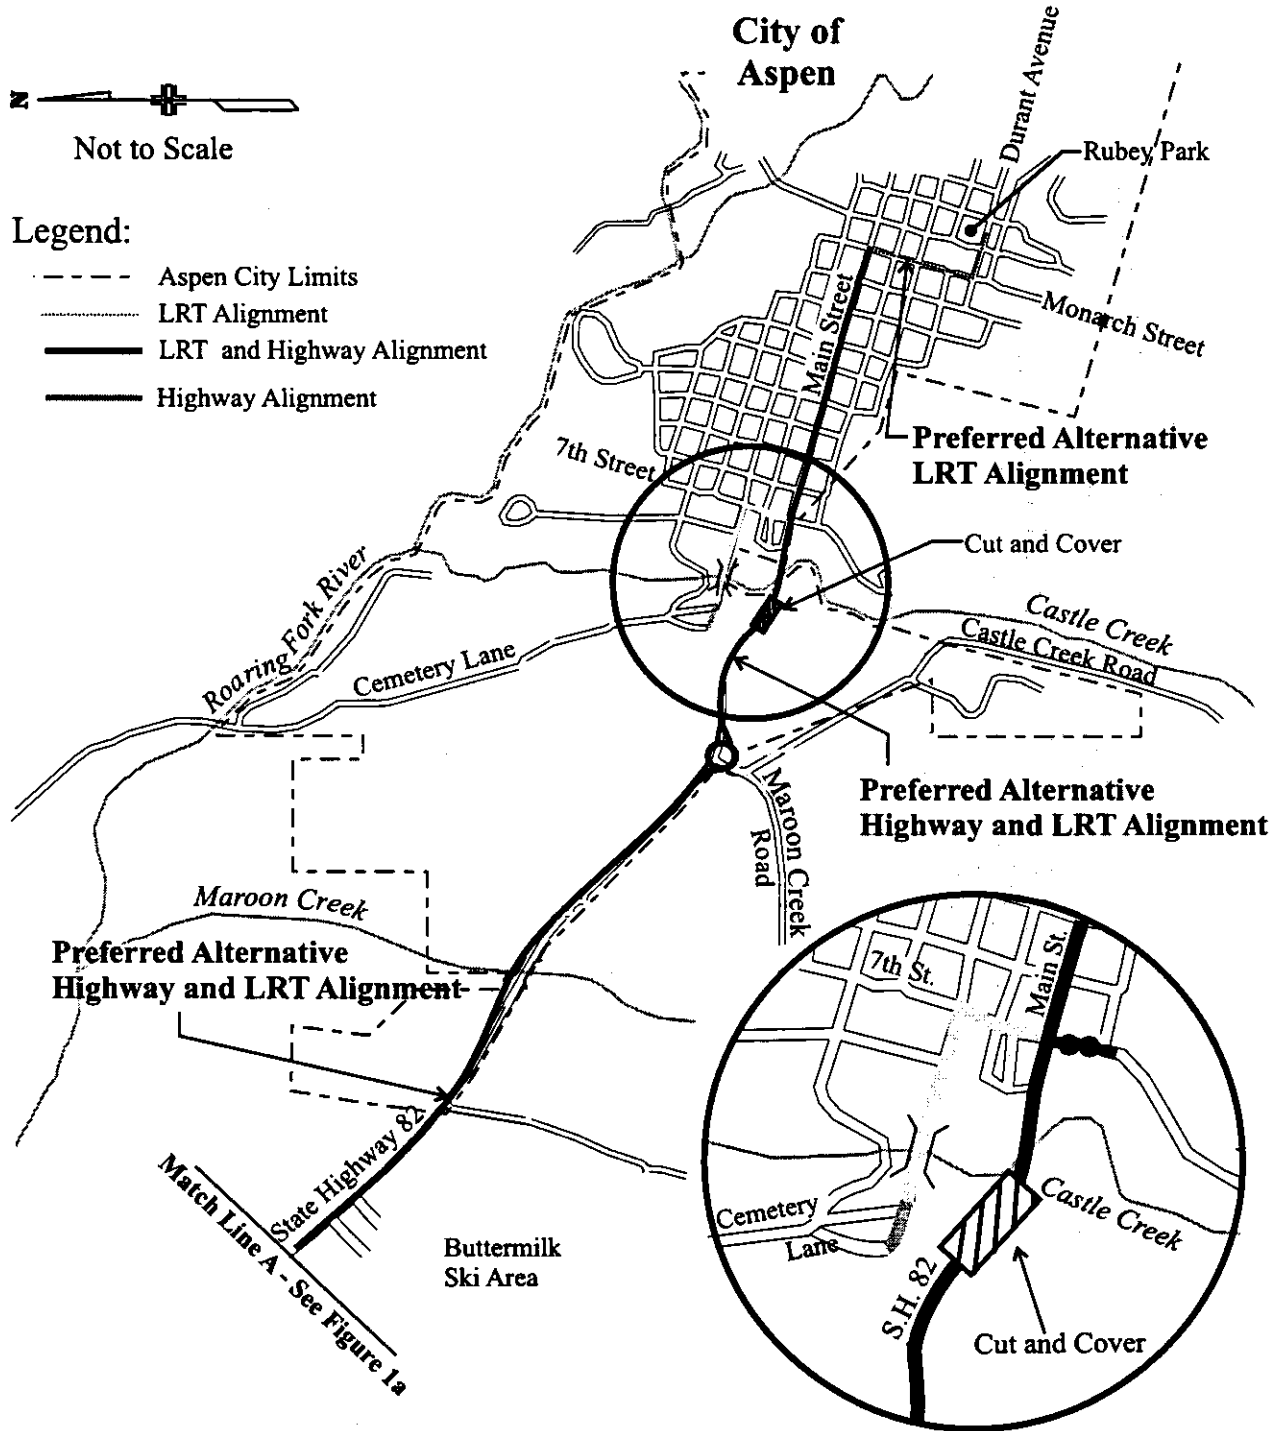 City of
Aspen
Durant Avenue
N
Not to Scale
Rubey Park
Legend:
Aspen City Limits
LRT Alignment
LRT and Highway Alignment
Highway Alignment
Main Street
Monarch Street
Preferred Alternative
LRT Alignment
7th Street
Cut and Cover
Roaring Fork River
Castle Creek
Castle Creek Road
Cemetery Lane
Preferred Alternative
Highway and LRT Alignment
Maroon Creek
Road
Maroon Creek
Preferred Alternative
Highway and LRT Alignment
7th St.
Main St.
State Highway 82
Match Line A - See Figure 1a
Buttermilk
Ski Area
Cemetery
Lane
Castle Creek
S.H. 82
Cut and Cover